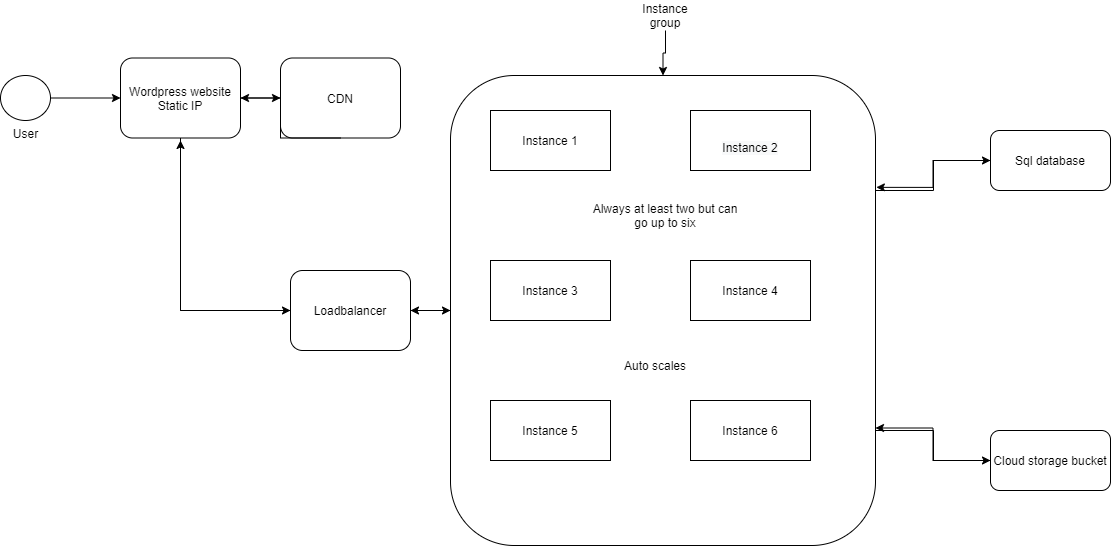 Instance
group
Wordpress website
Static IP
CDN
User
Instance 1
Instance 2
Sql database
Always at least two but can
go up to six
Instance 3
Instance 4
Loadbalancer
Auto scales
Instance 5
Instance 6
Cloud storage bucket